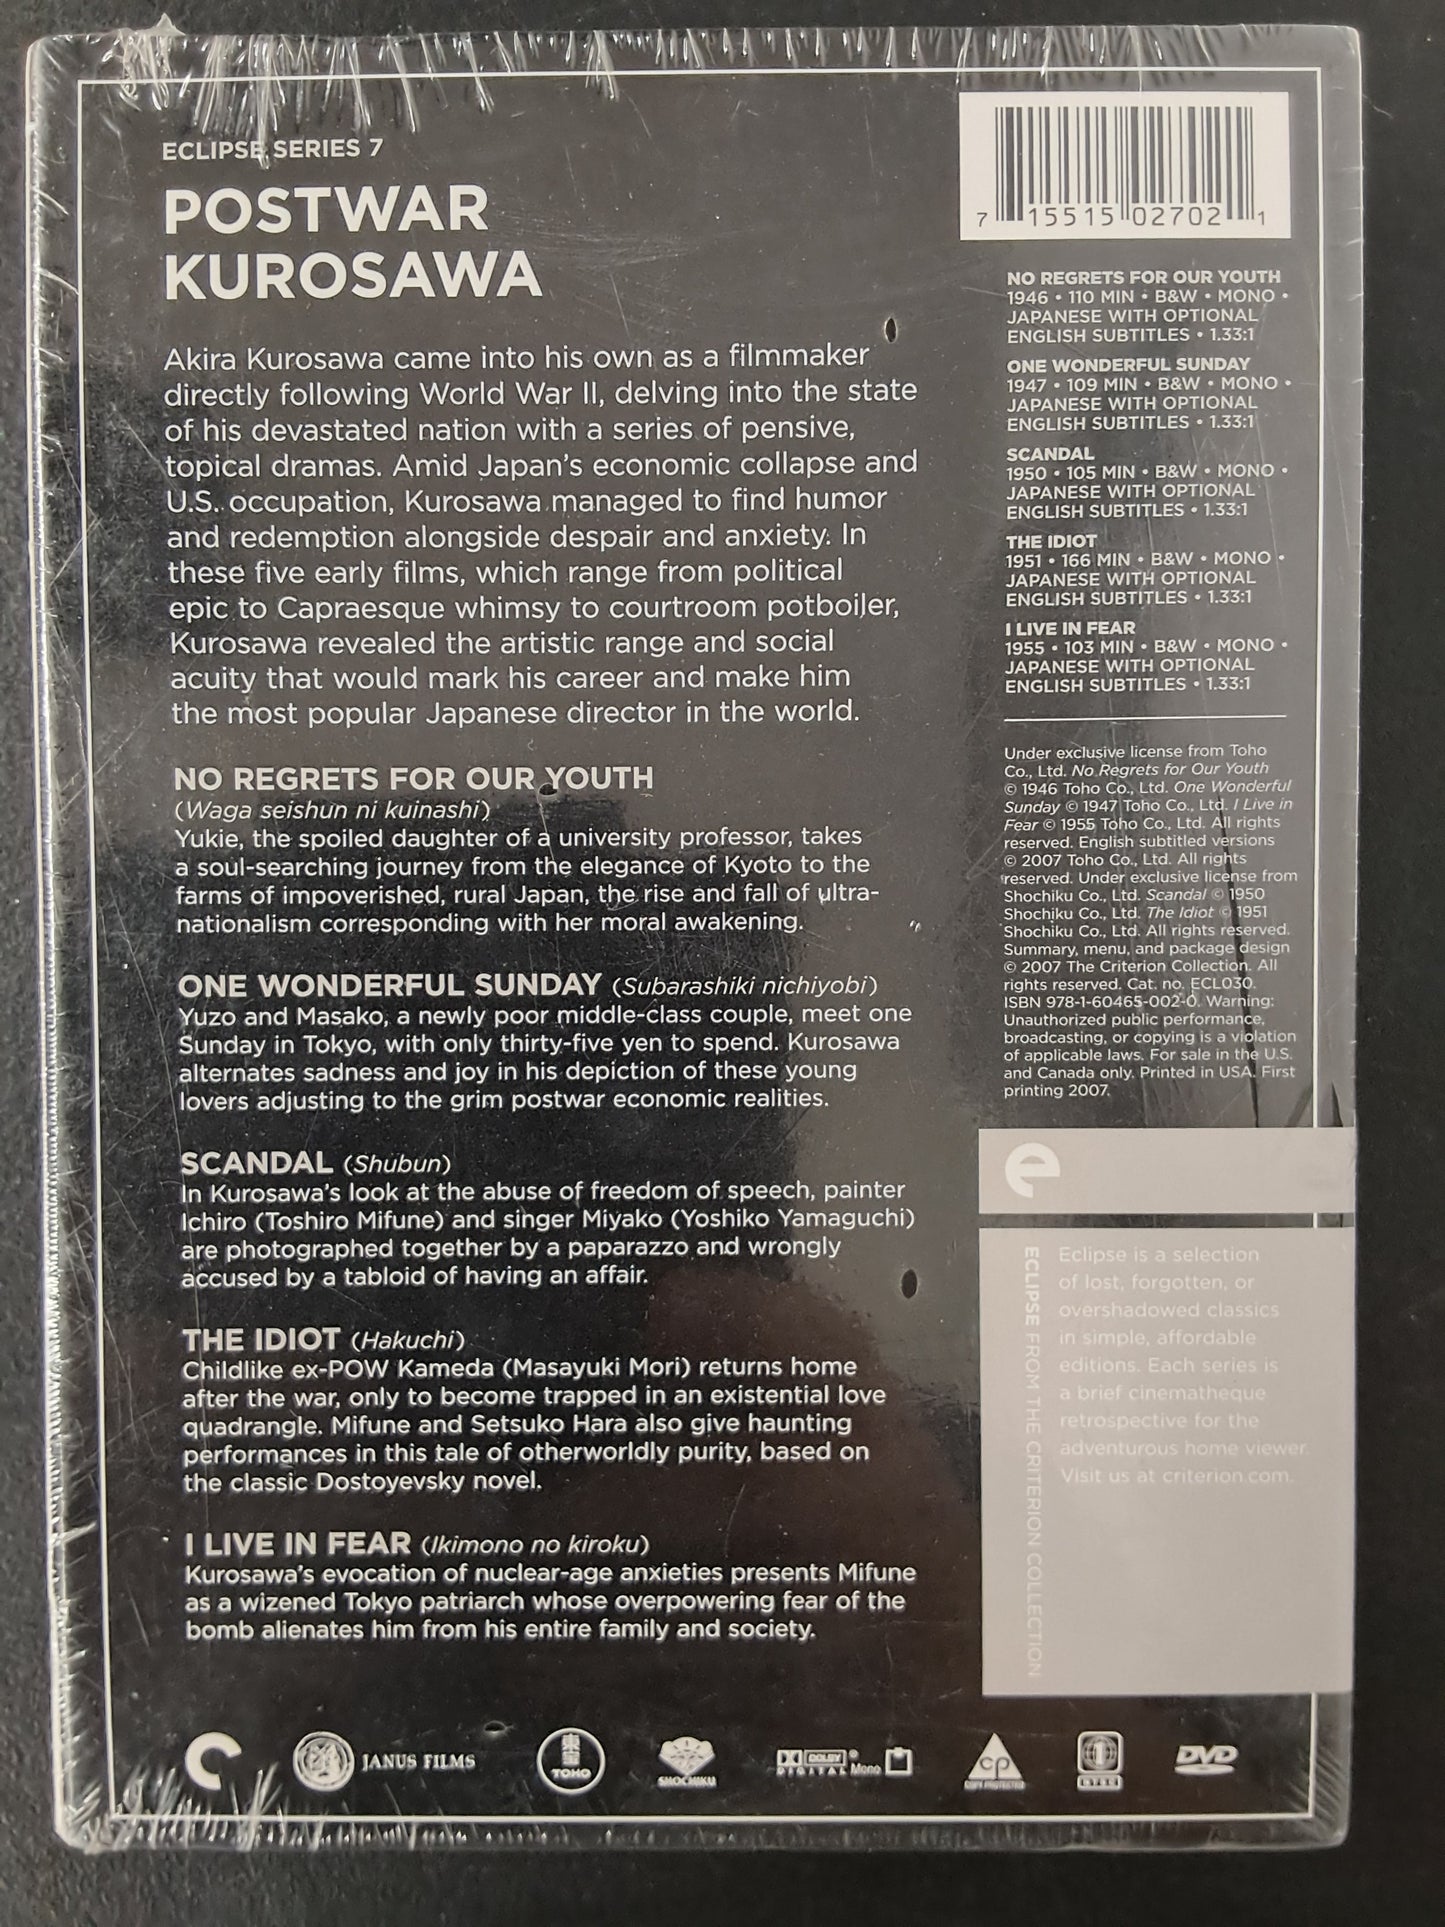 ECLIPSE SERIES 7
POSTWAR
KUROSAWA
Akira Kurosawa came into his own as a filmmaker
directly following World War II, delving into the state
of his devastated nation with a series of pensive,
topical dramas. Amid Japan's economic collapse and
U.S. occupation, Kurosawa managed to find humor
and redemption alongside despair and anxiety. In
these five early films, which range from political
epic to Capraesque whimsy to courtroom potboiler,
Kurosawa revealed the artistic range and social
acuity that would mark his career and make him
the most popular Japanese director in the world.
NO REGRETS FOR OUR YOUTH
(Waga seishun ni kuinashi)
Yukie, the spoiled daughter of a university professor, takes
a soul-searching journey from the elegance of Kyoto to the
farms of impoverished, rural Japan, the rise and fall of ultra-
nationalism corresponding with her moral awakening.
ONE WONDERFUL SUNDAY (Subarashiki nichiyobi)
Yuzo and Masako, a newly poor middle-class couple, meet one
Sunday in Tokyo, with only thirty-five yen to spend. Kurosawa
alternates sadness and joy in his depiction of these young
lovers adjusting to the grim postwar economic realities.
SCANDAL (Shubun)
In Kurosawa's look at the abuse of freedom of speech, painter
Ichiro (Toshiro Mifune) and singer Miyako (Yoshiko Yamaguchi)
are photographed together by a paparazzo and wrongly
accused by a tabloid of having an affair.
THE IDIOT (Hakuchi)
Childlike ex-POW Kameda (Masayuki Mori) returns home
after the war, only to become trapped in an existential love
quadrangle. Mifune and Setsuko Hara also give haunting
performances in this tale of otherworldly purity, based on
the classic Dostoyevsky novel.
I LIVE IN FEAR (Ikimono no kiroku)
Kurosawa's evocation of nuclear-age anxieties presents Mifune
as a wizened Tokyo patriarch whose overpowering fear of the
bomb alienates him from his entire family and society.
7 15515 02702 1
NO REGRETS FOR OUR YOUTH
1946 • 110 MIN • B&W • MONO •
JAPANESE WITH OPTIONAL
ENGLISH SUBTITLES • 1.33:1
ONE WONDERFUL SUNDAY
1947 • 109 MIN • B&W • MONO •
JAPANESE WITH OPTIONAL
ENGLISH SUBTITLES • 1.33:1
SCANDAL
1950 • 105 MIN • B&W • MONO •
JAPANESE WITH OPTIONAL
ENGLISH SUBTITLES • 1.33:1
THE IDIOT
1951 • 166 MIN • B&W • MONO •
JAPANESE WITH OPTIONAL
ENGLISH SUBTITLES • 1.33:1
I LIVE IN FEAR
1955 • 103 MIN • B&W • MONO •
JAPANESE WITH OPTIONAL
ENGLISH SUBTITLES • 1.33:1
Under exclusive license from Toho
Co., Ltd. No Regrets for Our Youth
© 1946 Toho Co., Ltd. One Wonderful
Sunday © 1947 Toho Co., Ltd. I Live in
Fear © 1955 Toho Co., Ltd. All rights
reserved. English subtitled versions
© 2007 Toho Co., Ltd. All rights
reserved. Under exclusive license from
Shochiku Co., Ltd. Scandal © 1950
Shochiku Co., Ltd. The Idiot © 1951
Shochiku Co., Ltd. All rights reserved.
Summary, menu, and package design
© 2007 The Criterion Collection. All
rights reserved. Cat. no. ECL030.
ISBN 978-1-60465-002-0. Warning:
Unauthorized public performance,
broadcasting, or copying is a violation
of applicable laws. For sale in the U.S.
and Canada only. Printed in USA. First
printing 2007.
e
ECLIPSE FROM THE CRITERION COLLECTION
Eclipse is a selection
of lost, forgotten, or
overshadowed classics
in simple, affordable
editions. Each series is
a brief cinematheque
retrospective for the
adventurous home viewer.
Visit us at criterion.com.
JANUS FILMS
東宝
TOHO
SHOCHIKU
DOLBY
DIGITAL Mono
cp
COPY PROTECTED
1
NTSC
DVD